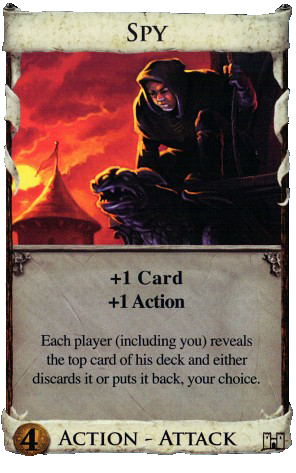 SPY
+1 Card
+1 Action
Each player (including you) reveals
the top card of his deck and either
discards it or puts it back, your choice.
4 ACTION - ATTACK